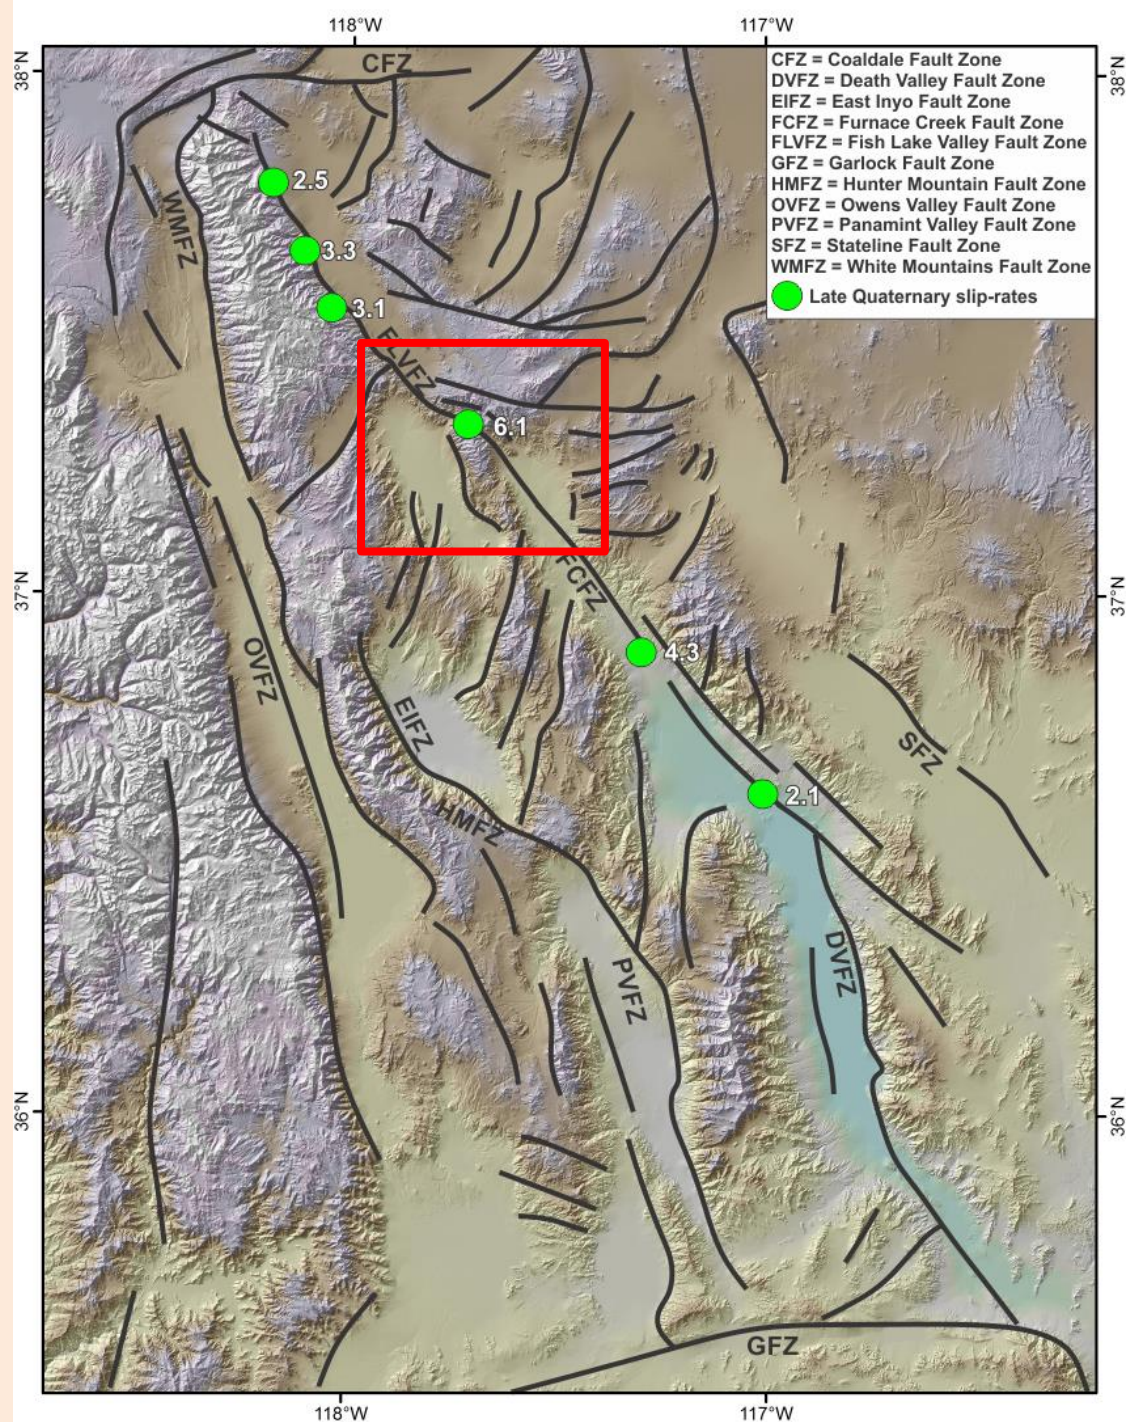 118°W
117°W
38°N
38°N
CFZ
CFZ = Coaldale Fault Zone
DVFZ = Death Valley Fault Zone
EIFZ = East Inyo Fault Zone
FCFZ = Furnace Creek Fault Zone
FLVFZ = Fish Lake Valley Fault Zone
GFZ = Garlock Fault Zone
HMFZ = Hunter Mountain Fault Zone
OVFZ = Owens Valley Fault Zone
PVFZ = Panamint Valley Fault Zone
SFZ = Stateline Fault Zone
WMFZ = White Mountains Fault Zone
Late Quaternary slip-rates
2.5
WMFZ
3.3
3.1
FLVFZ
6.1
37°N
37°N
FCFZ
4.3
OVFZ
EIFZ
SFZ
2.1
HMFZ
DVFZ
PVFZ
36°N
36°N
GFZ
118°W
117°W